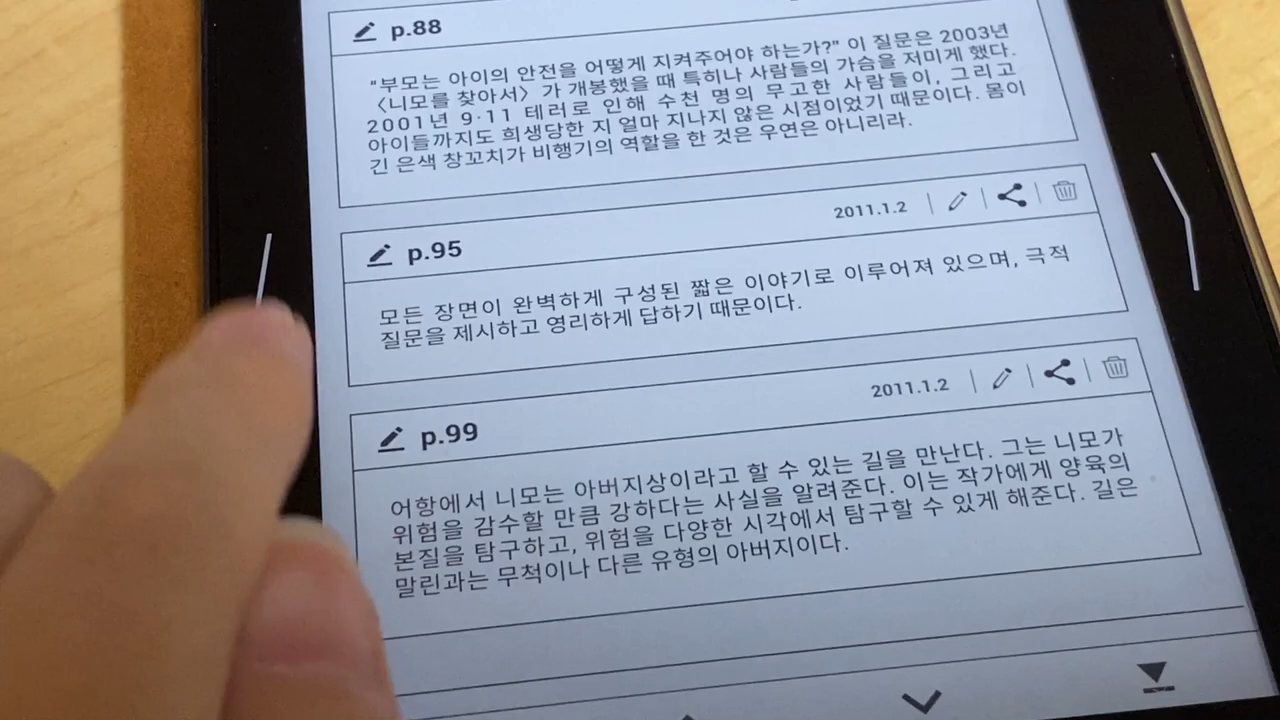 p.88
“부모는 아이의 안전을 어떻게 지켜주어야 하는가?” 이 질문은 2003년
〈니모를 찾아서〉가 개봉했을 때 특히나 사람들의 가슴을 저미게 했다.
2001년 9·11 테러로 인해 수천 명의 무고한 사람들이, 그리고
아이들까지도 희생당한 지 얼마 지나지 않은 시점이었기 때문이다. 몸이
긴 은색 창꼬치가 비행기의 역할을 한 것은 우연은 아니리라.
2011.1.2
p.95
모든 장면이 완벽하게 구성된 짧은 이야기로 이루어져 있으며, 극적
질문을 제시하고 영리하게 답하기 때문이다.
2011.1.2
p.99
어항에서 니모는 아버지상이라고 할 수 있는 길을 만난다. 그는 니모가
위험을 감수할 만큼 강하다는 사실을 알려준다. 이는 작가에게 양육의
본질을 탐구하고, 위험을 다양한 시각에서 탐구할 수 있게 해준다. 길은
말린과는 무척이나 다른 유형의 아버지이다.